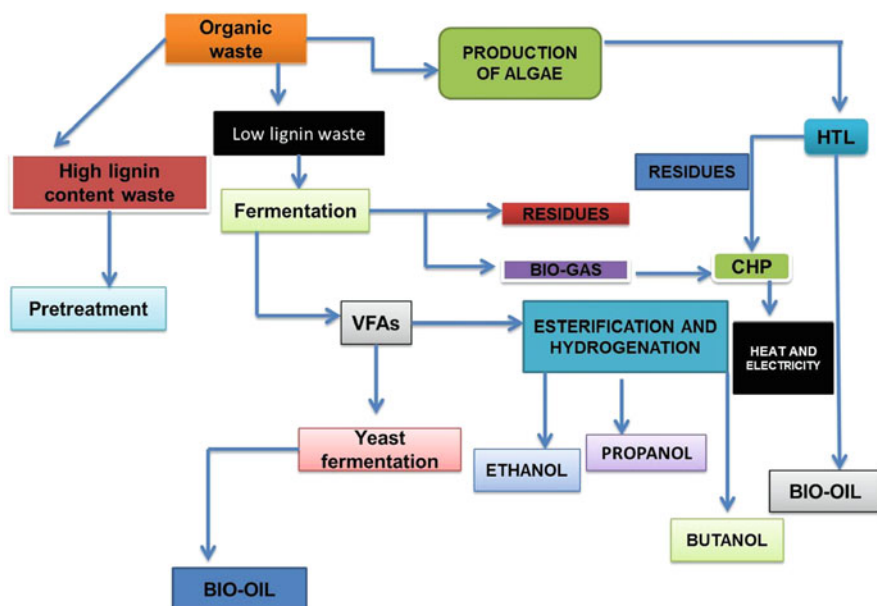 Organic
waste
PRODUCTION
OF ALGAE
Low lignin waste
HTL
High lignin
content waste
RESIDUES
Fermentation
RESIDUES
BIO-GAS
CHP
Pretreatment
VFAs
ESTERIFICATION AND
HYDROGENATION
HEAT AND
ELECTRICITY
Yeast
fermentation
ETHANOL
PROPANOL
BIO-OIL
BUTANOL
BIO-OIL